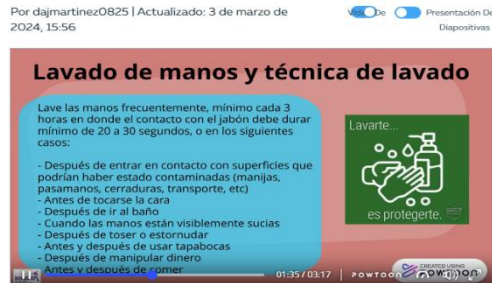 Por dajmartinez0825 | Actualizado: 3 de marzo de
2024, 15:56
Presentación De
Diapositivas
Lavado de manos y técnica de lavado
Lave las manos frecuentemente, mínimo cada 3
horas en donde el contacto con el jabón debe durar
mínimo de 20 a 30 segundos, o en los siguientes
casos:
- Después de entrar en contacto con superficies que
podrían haber estado contaminadas (manijas,
pasamanos, cerraduras, transporte, etc)
- Antes de tocarse la cara
- Después de ir al baño
- Cuando las manos están visiblemente sucias
- Después de toser o estornudar
- Antes y después de usar tapabocas
- Después de manipular dinero
- Antes y después de comer
Lavarte...
es protegerte.
01:35 / 03:17
POWTOON
CREATED USING
POWTOON